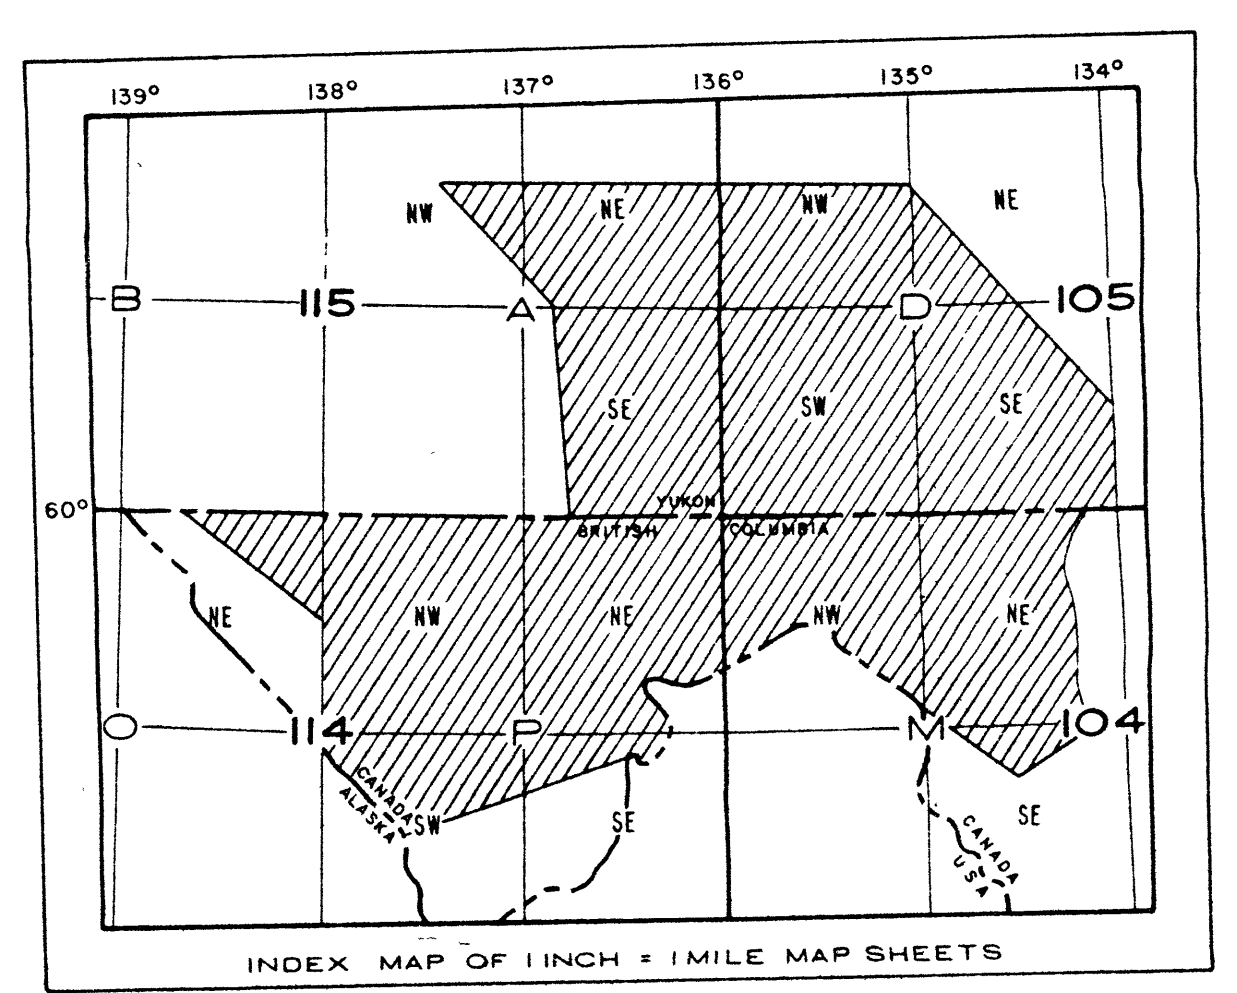 139° 138° 137° 136° 135° 134°
NW NE NW NE
B 115 A D 105
SE SW SE
60°
YUKON
BRITISH COLUMBIA
NE NW NE NW NE
O 114 P M 104
CANADA
ALASKA
SW SE SE
CANADA
USA
INDEX MAP OF 1 INCH = 1 MILE MAP SHEETS